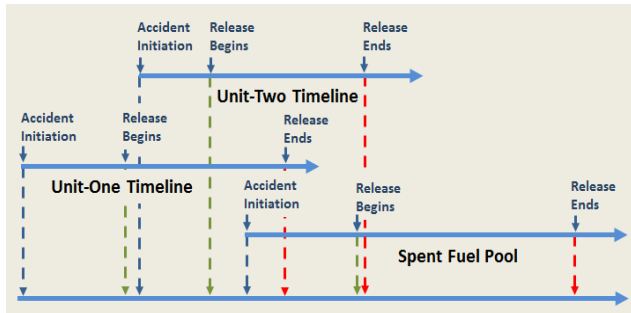 Accident
Initiation
Release
Begins
Release
Ends
Unit-Two Timeline
Accident
Initiation
Release
Begins
Release
Ends
Unit-One Timeline
Accident
Initiation
Release
Begins
Release
Ends
Spent Fuel Pool